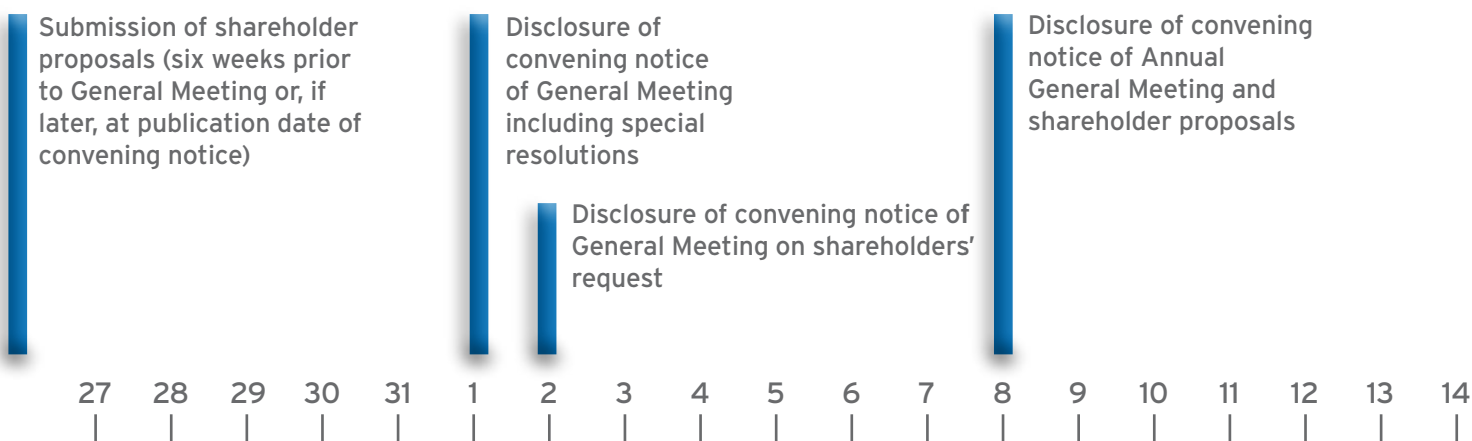 Submission of shareholder
proposals (six weeks prior
to General Meeting or, if
later, at publication date of
convening notice)
Disclosure of
convening notice
of General Meeting
including special
resolutions
Disclosure of convening notice of
General Meeting on shareholders’
request
Disclosure of convening
notice of Annual
General Meeting and
shareholder proposals
27 28 29 30 31 1 2 3 4 5 6 7 8 9 10 11 12 13 14